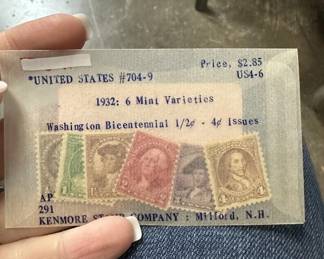 Price, $2.85
*UNITED STATES #704-9
US4-6
1932: 6 Mint Varieties
Washington Bicentennial 1/2¢ - 4¢ Issues
AP
291
KENMORE STAMP COMPANY : Milford, N.H.